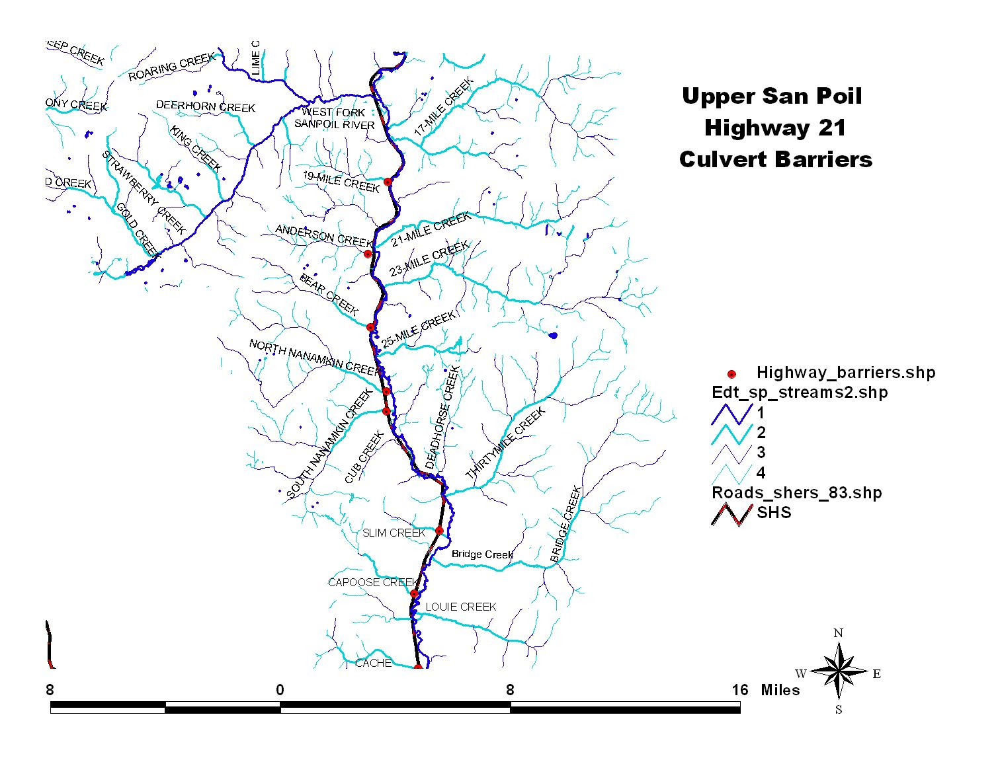 Upper San Poil
Highway 21
Culvert Barriers
EEP CREEK
ROARING CREEK
LIME C
ONY CREEK
DEERHORN CREEK
WEST FORK
SANPOIL RIVER
17-MILE CREEK
KING CREEK
STRAWBERRY CREEK
D CREEK
GOLD CREEK
19-MILE CREEK
ANDERSON CREEK
21-MILE CREEK
23-MILE CREEK
BEAR CREEK
25-MILE CREEK
NORTH NANAMKIN CREEK
SOUTH NANAMKIN CREEK
CUB CREEK
DEADHORSE CREEK
THIRTYMILE CREEK
BRIDGE CREEK
SLIM CREEK
Bridge Creek
CAPOOSE CREEK
LOUIE CREEK
CACHE
Highway_barriers.shp
Edt_sp_streams2.shp
1
2
3
4
Roads_shers_83.shp
SHS
N
W E
S
8 0 8 16 Miles